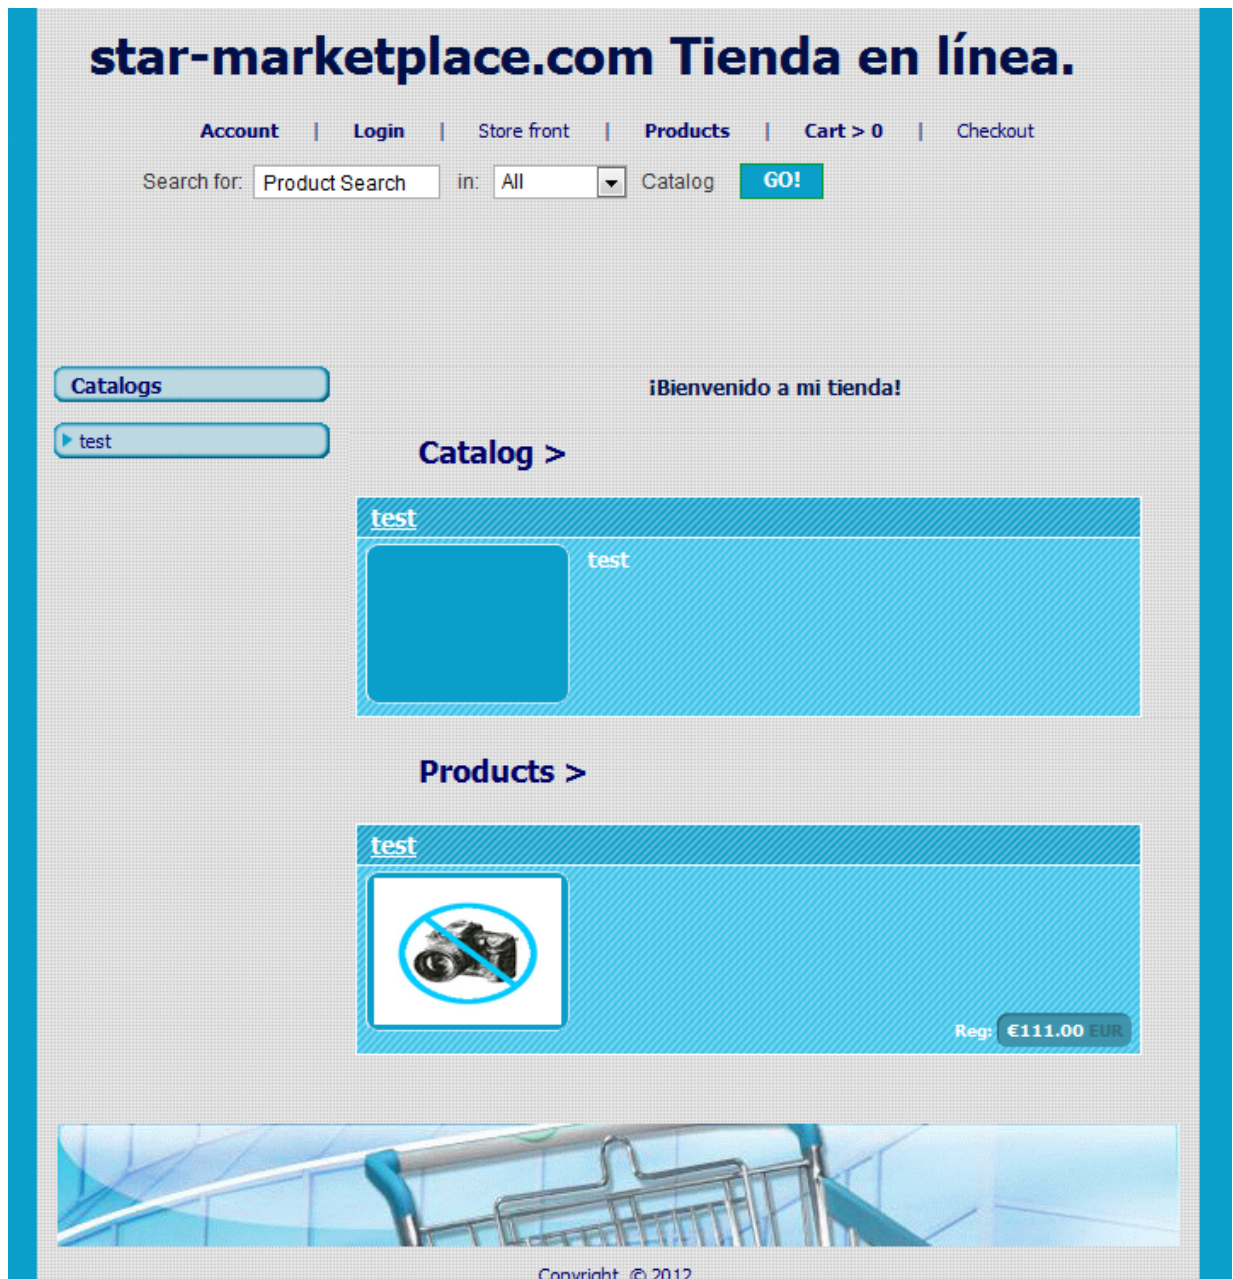 star-marketplace.com Tienda en línea.
Account | Login | Store front | Products | Cart > 0 | Checkout
Search for: Product Search in: All Catalog GO!
Catalogs
¡Bienvenido a mi tienda!
test
Catalog >
test
test
Products >
test
Reg: €111.00 EUR
Copyright © 2012